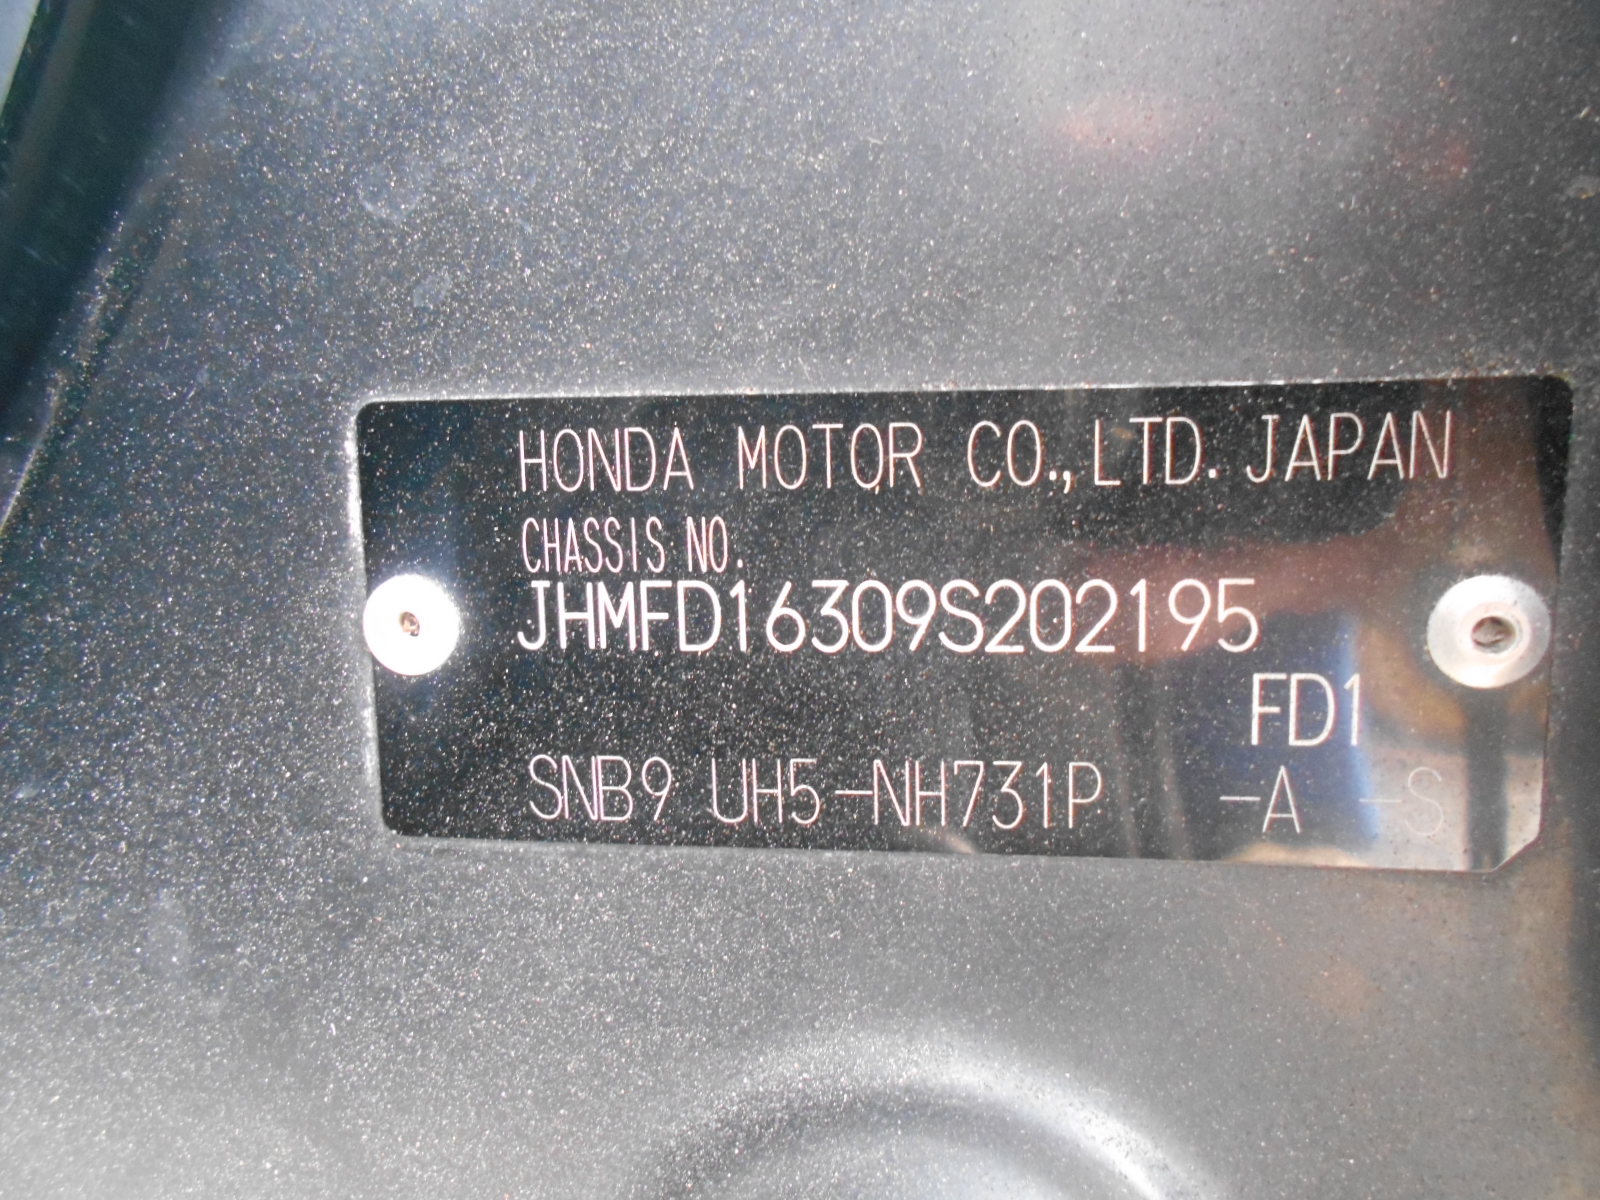 HONDA MOTOR CO., LTD. JAPAN
CHASSIS NO.
JHMFD16309S202195
FD1
SNB9 UH5-NH731P -A -S